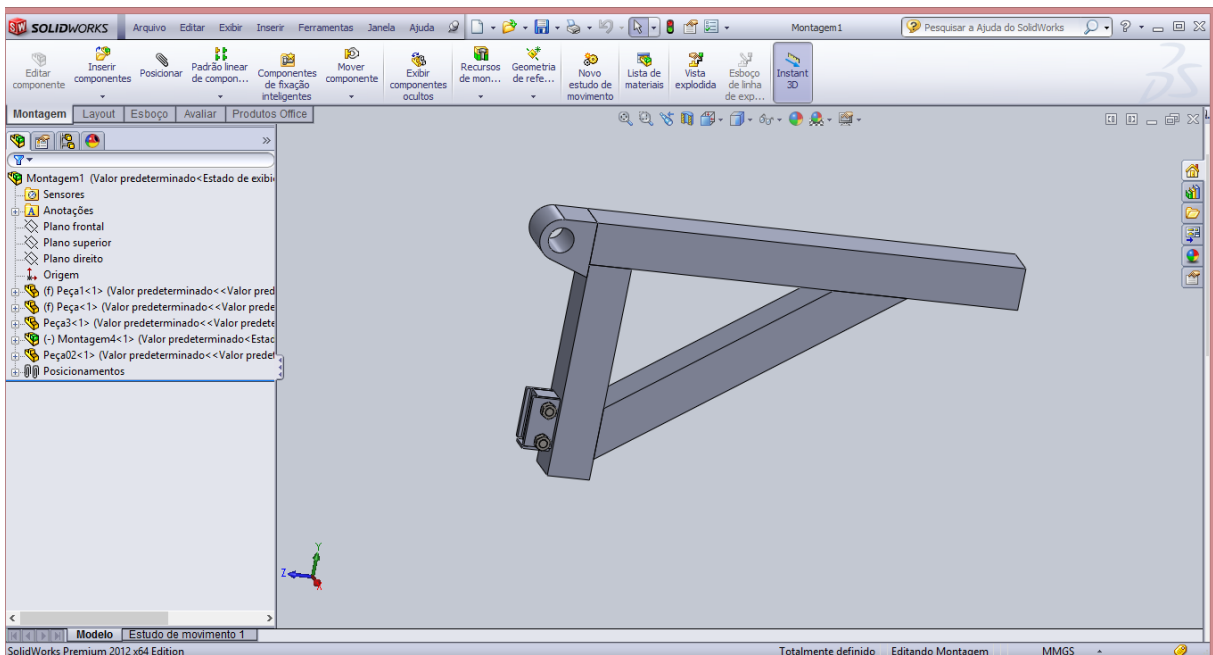 SOLIDWORKS Arquivo Editar Exibir Inserir Ferramentas Janela Ajuda Montagem1 Pesquisar a Ajuda do SolidWorks
Editar componente
Inserir componentes
Posicionar
Padrão linear de compon...
Componentes de fixação inteligentes
Mover componente
Exibir componentes ocultos
Recursos de mon...
Geometria de refe...
Novo estudo de movimento
Lista de materiais
Vista explodida
Esboço de linha de exp...
Instant 3D
Montagem Layout Esboço Avaliar Produtos Office
Montagem1 (Valor predeterminado<Estado de exibi
Sensores
Anotações
Plano frontal
Plano superior
Plano direito
Origem
(f) Peça1<1> (Valor predeterminado<<Valor pred
(f) Peça<1> (Valor predeterminado<<Valor prede
Peça3<1> (Valor predeterminado<<Valor predete
(-) Montagem4<1> (Valor predeterminado<Estac
Peça02<1> (Valor predeterminado<<Valor predet
Posicionamentos
Y
Z
X
Modelo Estudo de movimento 1
SolidWorks Premium 2012 x64 Edition Totalmente definido Editando Montagem MMGS